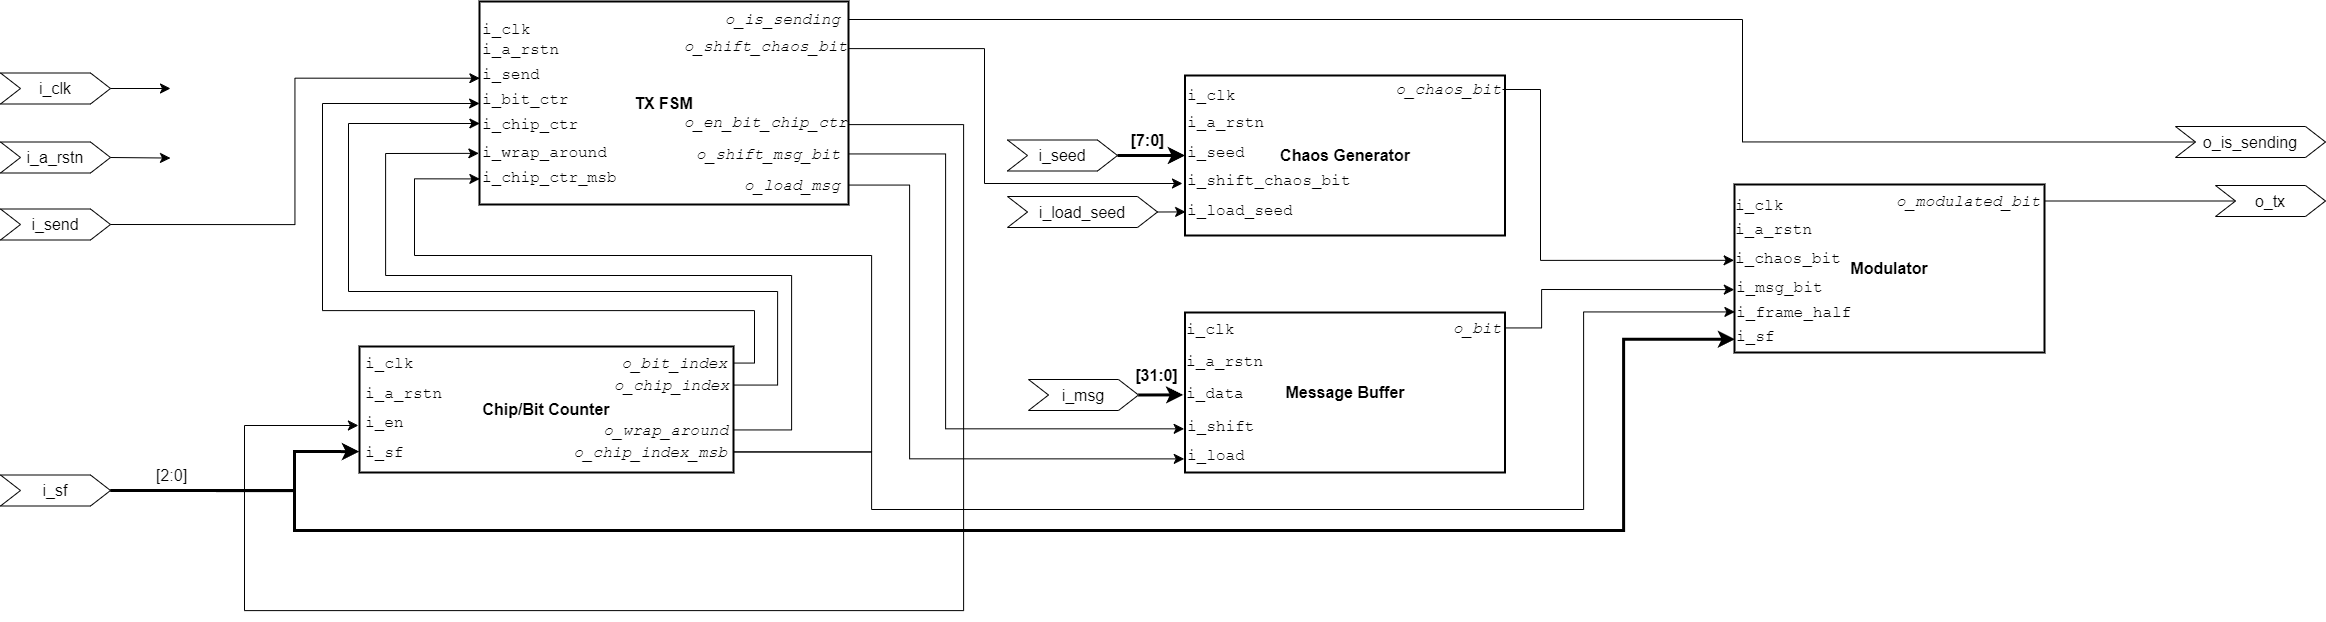 i_clk
i_a_rstn
i_send
i_sf
[2:0]
i_clk
i_a_rstn
i_send
i_bit_ctr
i_chip_ctr
i_wrap_around
i_chip_ctr_msb
TX FSM
o_is_sending
o_shift_chaos_bit
o_en_bit_chip_ctr
o_shift_msg_bit
o_load_msg
i_clk
i_a_rstn
i_en
i_sf
Chip/Bit Counter
o_bit_index
o_chip_index
o_wrap_around
o_chip_index_msb
i_seed
[7:0]
i_load_seed
i_clk
i_a_rstn
i_seed
i_shift_chaos_bit
i_load_seed
Chaos Generator
o_chaos_bit
i_msg
[31:0]
i_clk
i_a_rstn
i_data
i_shift
i_load
Message Buffer
o_bit
i_clk
i_a_rstn
i_chaos_bit
i_msg_bit
i_frame_half
i_sf
Modulator
o_modulated_bit
o_is_sending
o_tx